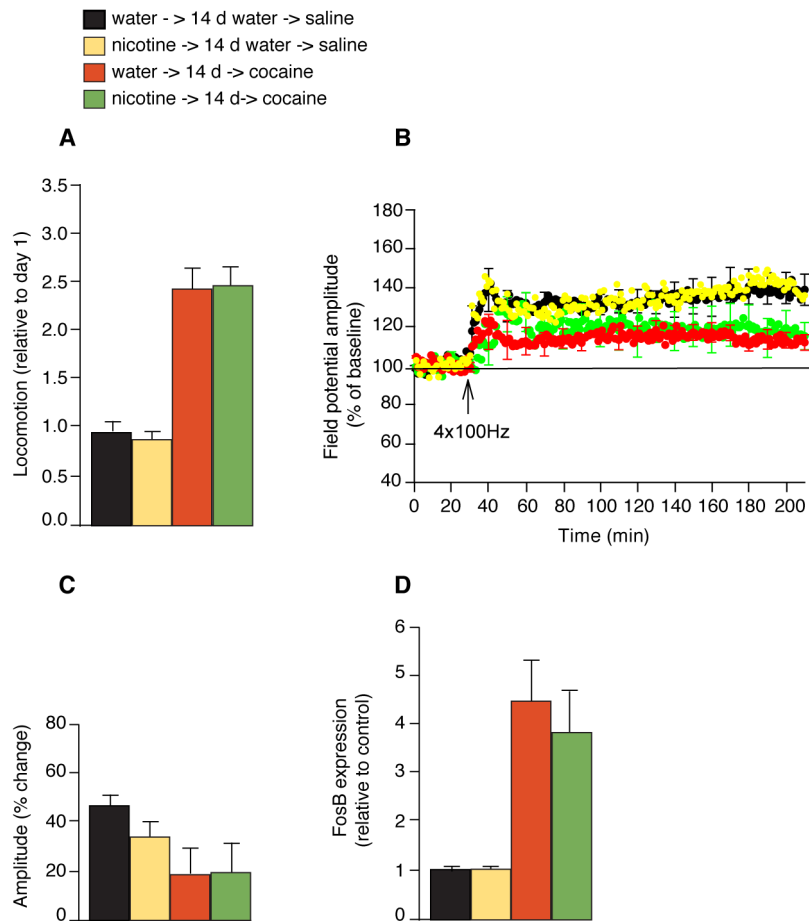 water - > 14 d water -> saline
nicotine -> 14 d water -> saline
water -> 14 d -> cocaine
nicotine -> 14 d-> cocaine
A
Locomotion (relative to day 1)
3.5
3.0
2.5
2.0
1.5
1.0
0.5
0.0
B
Field potential amplitude
(% of baseline)
180
160
140
120
100
80
60
40
4x100Hz
0 20 40 60 80 100 120 140 160 180 200
Time (min)
C
Amplitude (% change)
80
60
40
20
0
D
FosB expression
(relative to control)
6
5
4
3
2
1
0